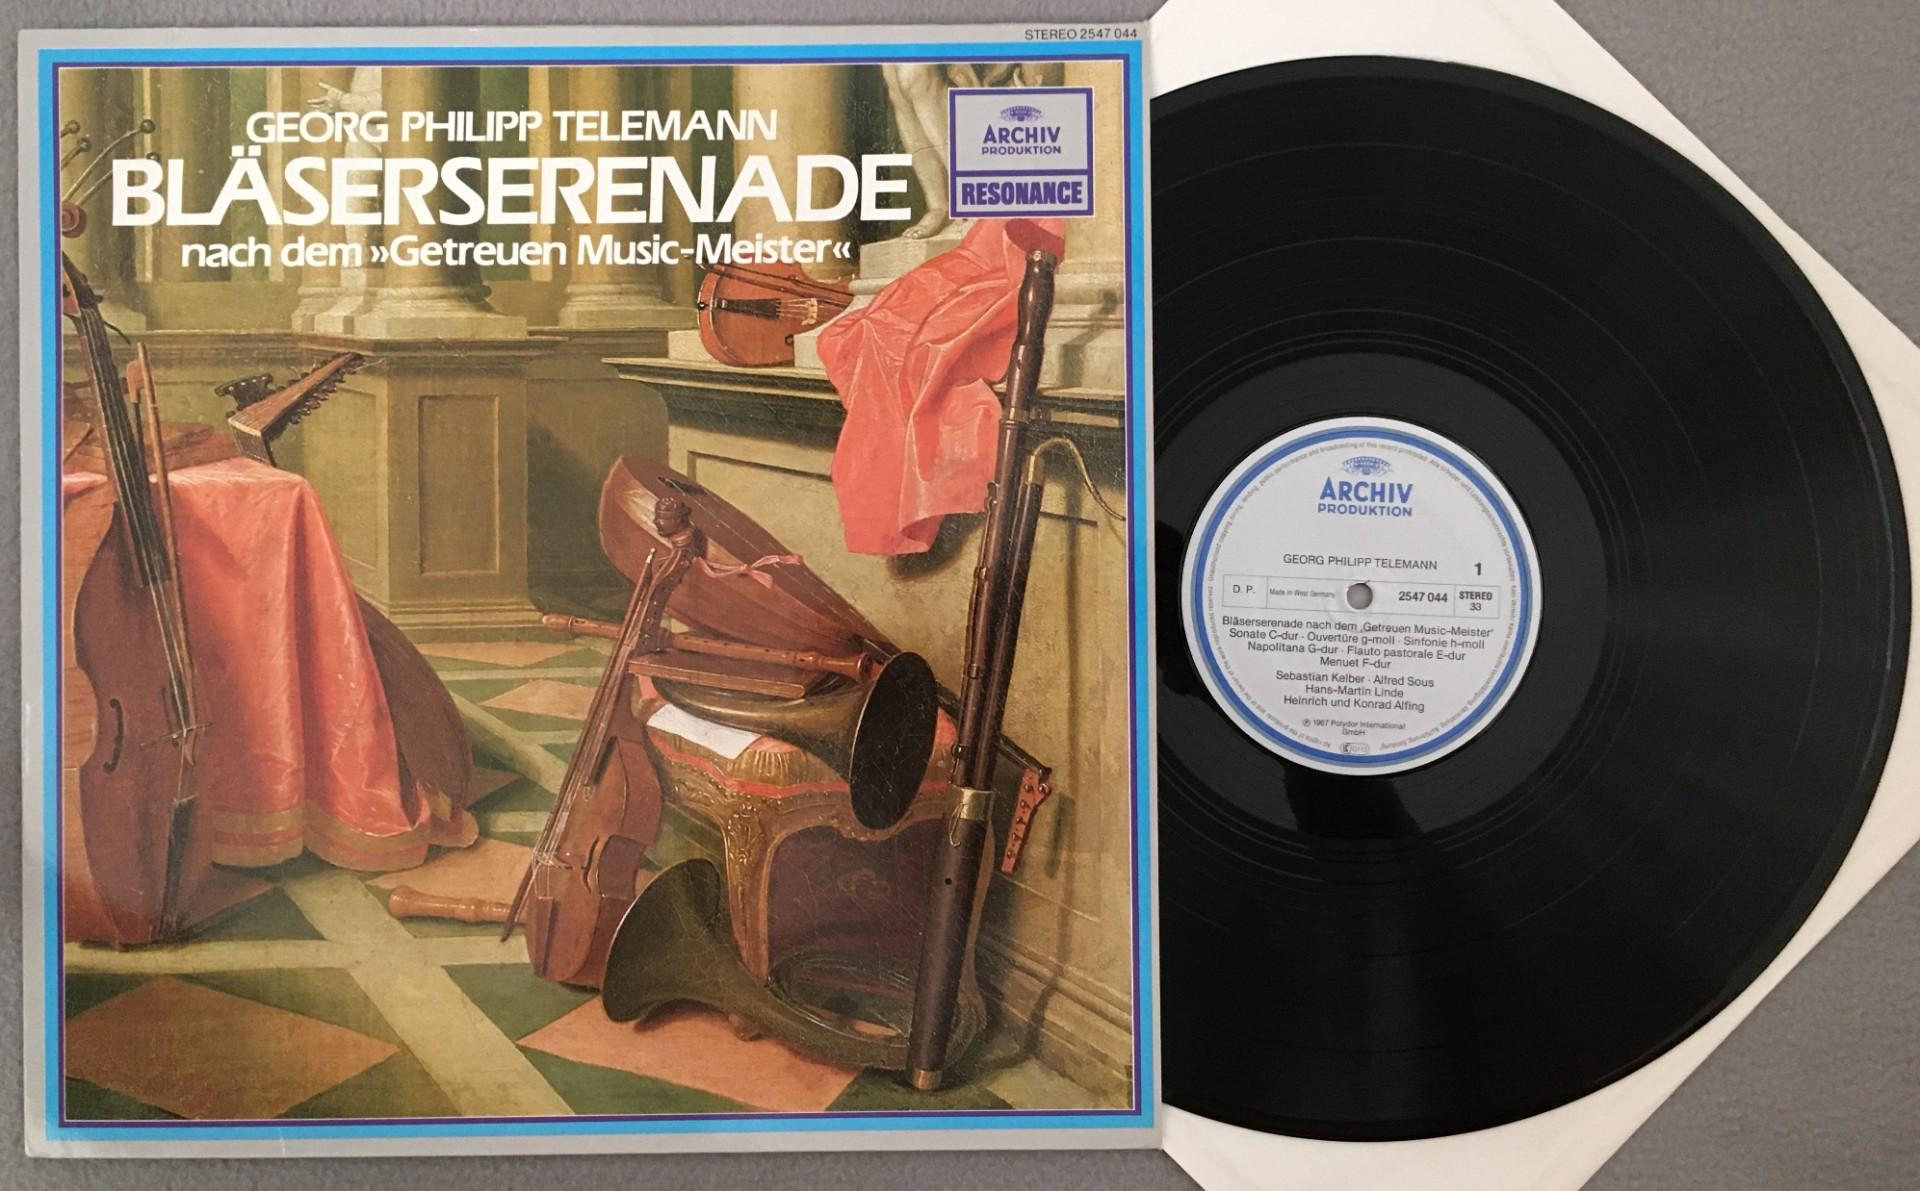 STEREO 2547 044
GEORG PHILIPP TELEMANN
BLÄSERSERENADE
nach dem »Getreuen Music-Meister«
ARCHIV
PRODUKTION
RESONANCE
ARCHIV
PRODUKTION
GEORG PHILIPP TELEMANN 1
D. P. Made in West Germany 2547 044 STEREO
33
Bläserserenade nach dem ‚Getreuen Music-Meister‘
Sonate C-dur · Ouvertüre g-moll · Sinfonie h-moll
Napolitana G-dur · Flauto pastorale E-dur
Menuet F-dur
Sebastian Kelber · Alfred Sous
Hans-Martin Linde
Heinrich und Konrad Alfing
℗ 1967 Polydor International
GmbH